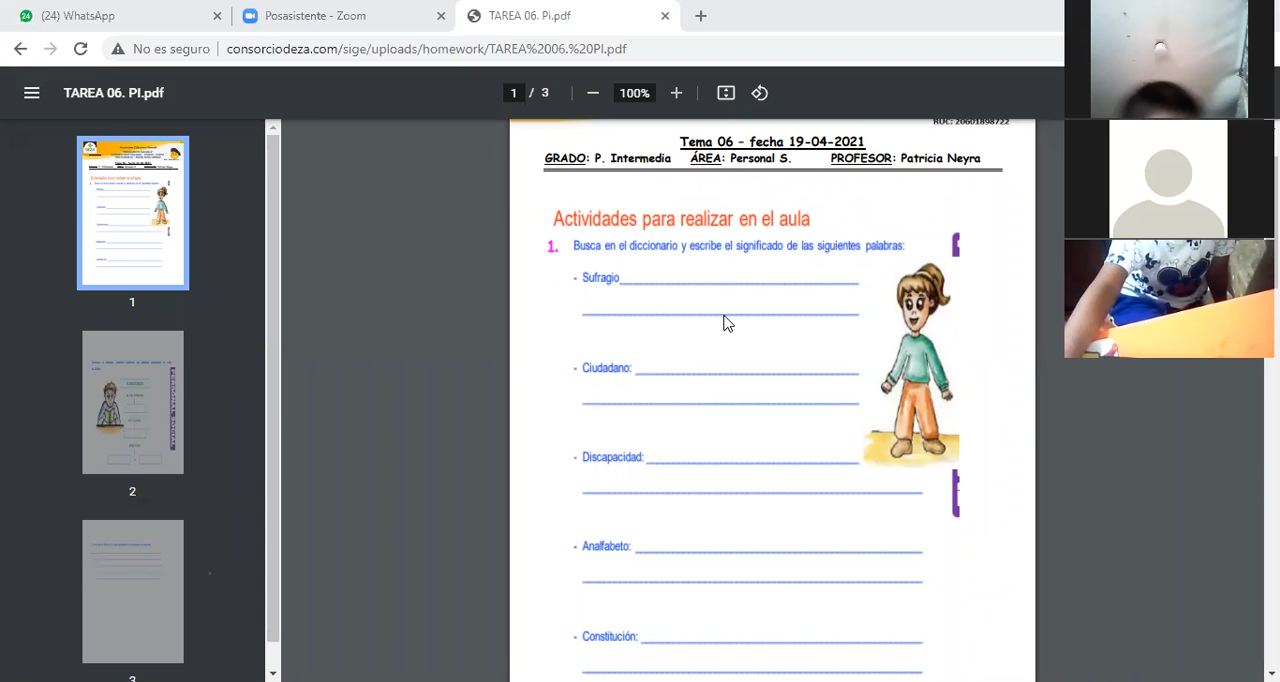 (24) WhatsApp
Posasistente - Zoom
TAREA 06. Pi.pdf
No es seguro
consorciodeza.com/sige/uploads/homework/TAREA%2006.%20PI.pdf
TAREA 06. PI.pdf
1 / 3
100%
RUC: 20601898722
Tema 06 - fecha 19-04-2021
GRADO: P. Intermedia ÁREA: Personal S. PROFESOR: Patricia Neyra
Actividades para realizar en el aula
1. Busca en el diccionario y escribe el significado de las siguientes palabras:
- Sufragio
- Ciudadano:
- Discapacidad:
- Analfabeto:
- Constitución:
1
2
3